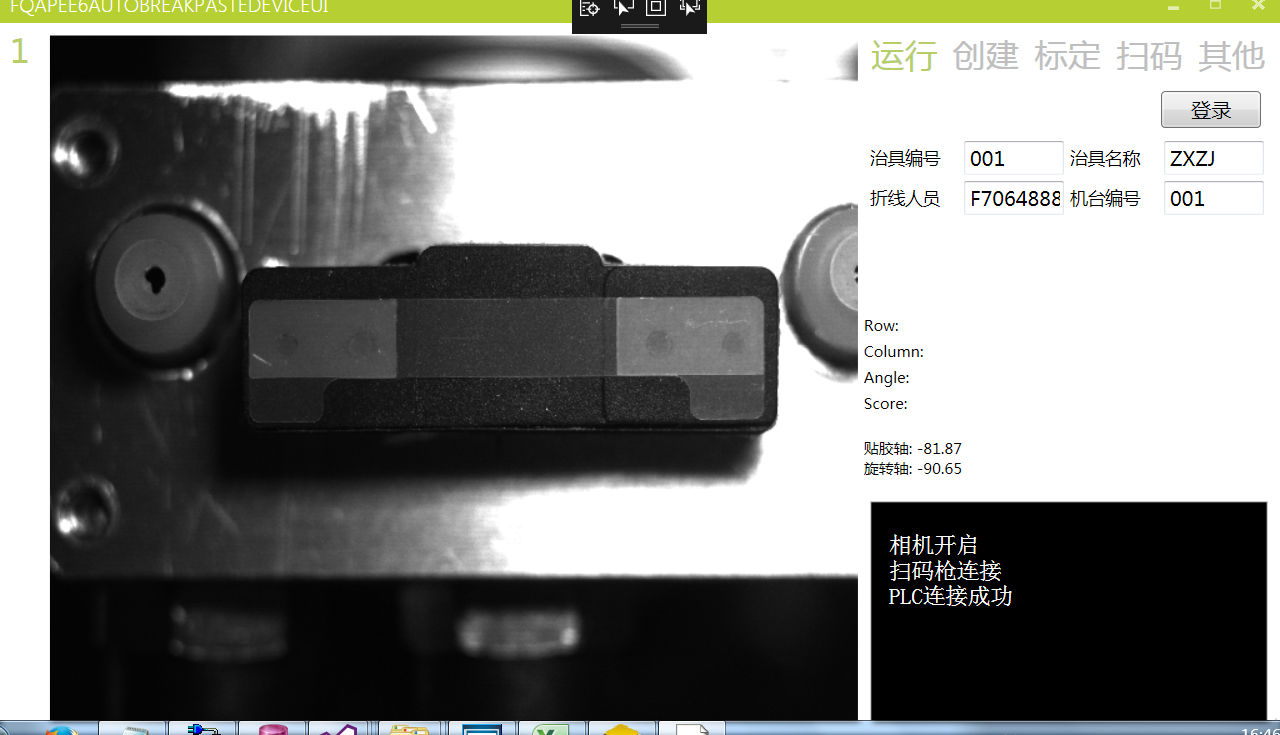 FQAPEE6AUTOBREAKPASTEDEVICEUI
1
运行 创建 标定 扫码 其他
登录
治具编号 001 治具名称 ZXZJ
折线人员 F7064888 机台编号 001
Row:
Column:
Angle:
Score:
贴胶轴: -81.87
旋转轴: -90.65
相机开启
扫码枪连接
PLC连接成功
16:46